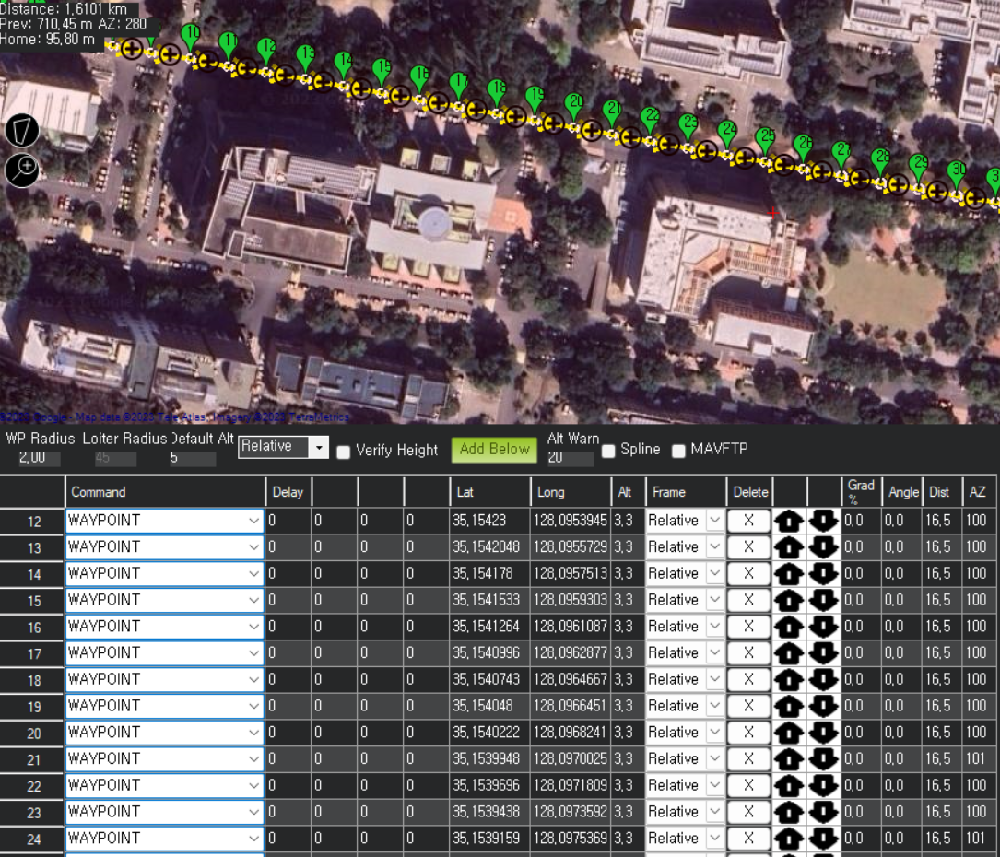 Distance: 1,6101 km
Prev: 710,45 m AZ: 280
Home: 95,80 m
10 11 12 13 14 15 16 17 18 19 20 21 22 23 24 25 26 27 28 29 30 3
WP Radius Loiter Radius Default Alt Alt Warn
2,00 45 5 Relative Verify Height Add Below 20 Spline MAVFTP
Command Delay Lat Long Alt Frame Delete Grad % Angle Dist AZ
12 WAYPOINT 0 0 0 0 35,15423 128,0953945 3,3 Relative X 0,0 0,0 16,5 100
13 WAYPOINT 0 0 0 0 35,1542048 128,0955729 3,3 Relative X 0,0 0,0 16,5 100
14 WAYPOINT 0 0 0 0 35,154178 128,0957513 3,3 Relative X 0,0 0,0 16,5 100
15 WAYPOINT 0 0 0 0 35,1541533 128,0959303 3,3 Relative X 0,0 0,0 16,5 100
16 WAYPOINT 0 0 0 0 35,1541264 128,0961087 3,3 Relative X 0,0 0,0 16,5 100
17 WAYPOINT 0 0 0 0 35,1540996 128,0962877 3,3 Relative X 0,0 0,0 16,5 100
18 WAYPOINT 0 0 0 0 35,1540743 128,0964667 3,3 Relative X 0,0 0,0 16,5 100
19 WAYPOINT 0 0 0 0 35,154048 128,0966451 3,3 Relative X 0,0 0,0 16,5 100
20 WAYPOINT 0 0 0 0 35,1540222 128,0968241 3,3 Relative X 0,0 0,0 16,5 100
21 WAYPOINT 0 0 0 0 35,1539948 128,0970025 3,3 Relative X 0,0 0,0 16,5 101
22 WAYPOINT 0 0 0 0 35,1539696 128,0971809 3,3 Relative X 0,0 0,0 16,5 100
23 WAYPOINT 0 0 0 0 35,1539438 128,0973592 3,3 Relative X 0,0 0,0 16,5 100
24 WAYPOINT 0 0 0 0 35,1539159 128,0975369 3,3 Relative X 0,0 0,0 16,5 101